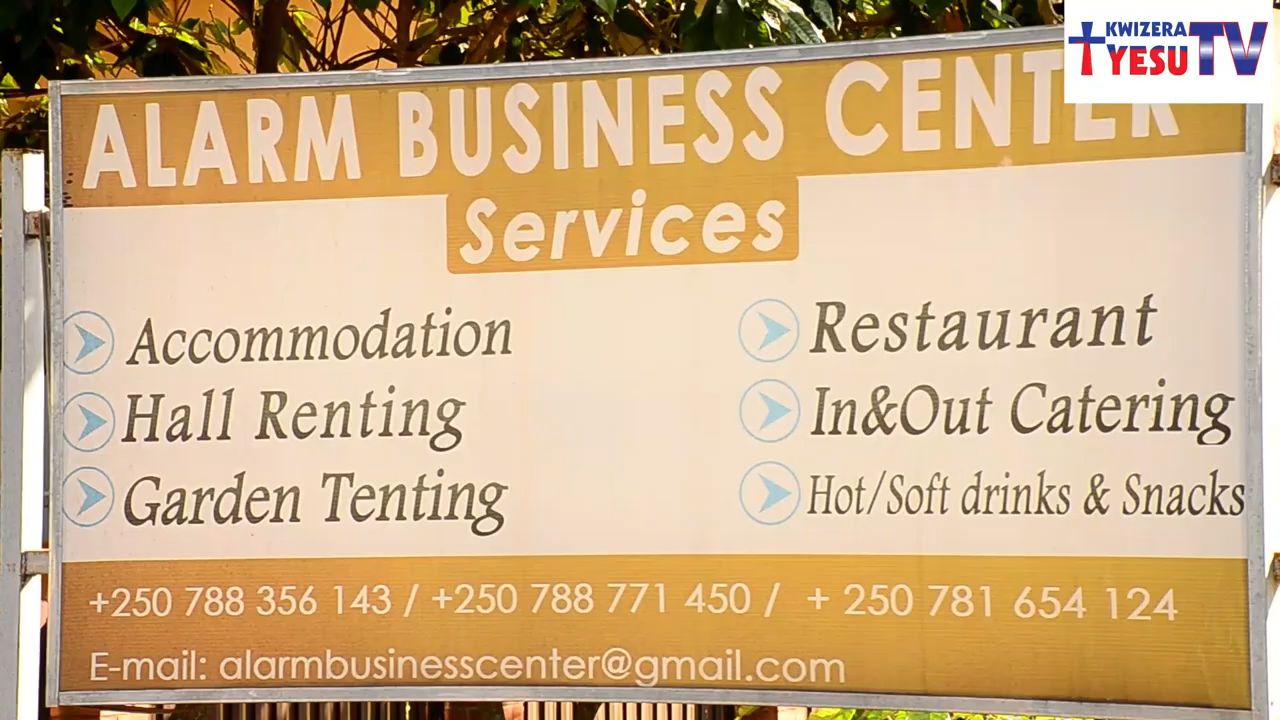 KWIZERA
YESU TV
ALARM BUSINESS CENTER
Services
Accommodation
Hall Renting
Garden Tenting
Restaurant
In&Out Catering
Hot/Soft drinks & Snacks
+250 788 356 143 / +250 788 771 450 / + 250 781 654 124
E-mail: alarmbusinesscenter@gmail.com